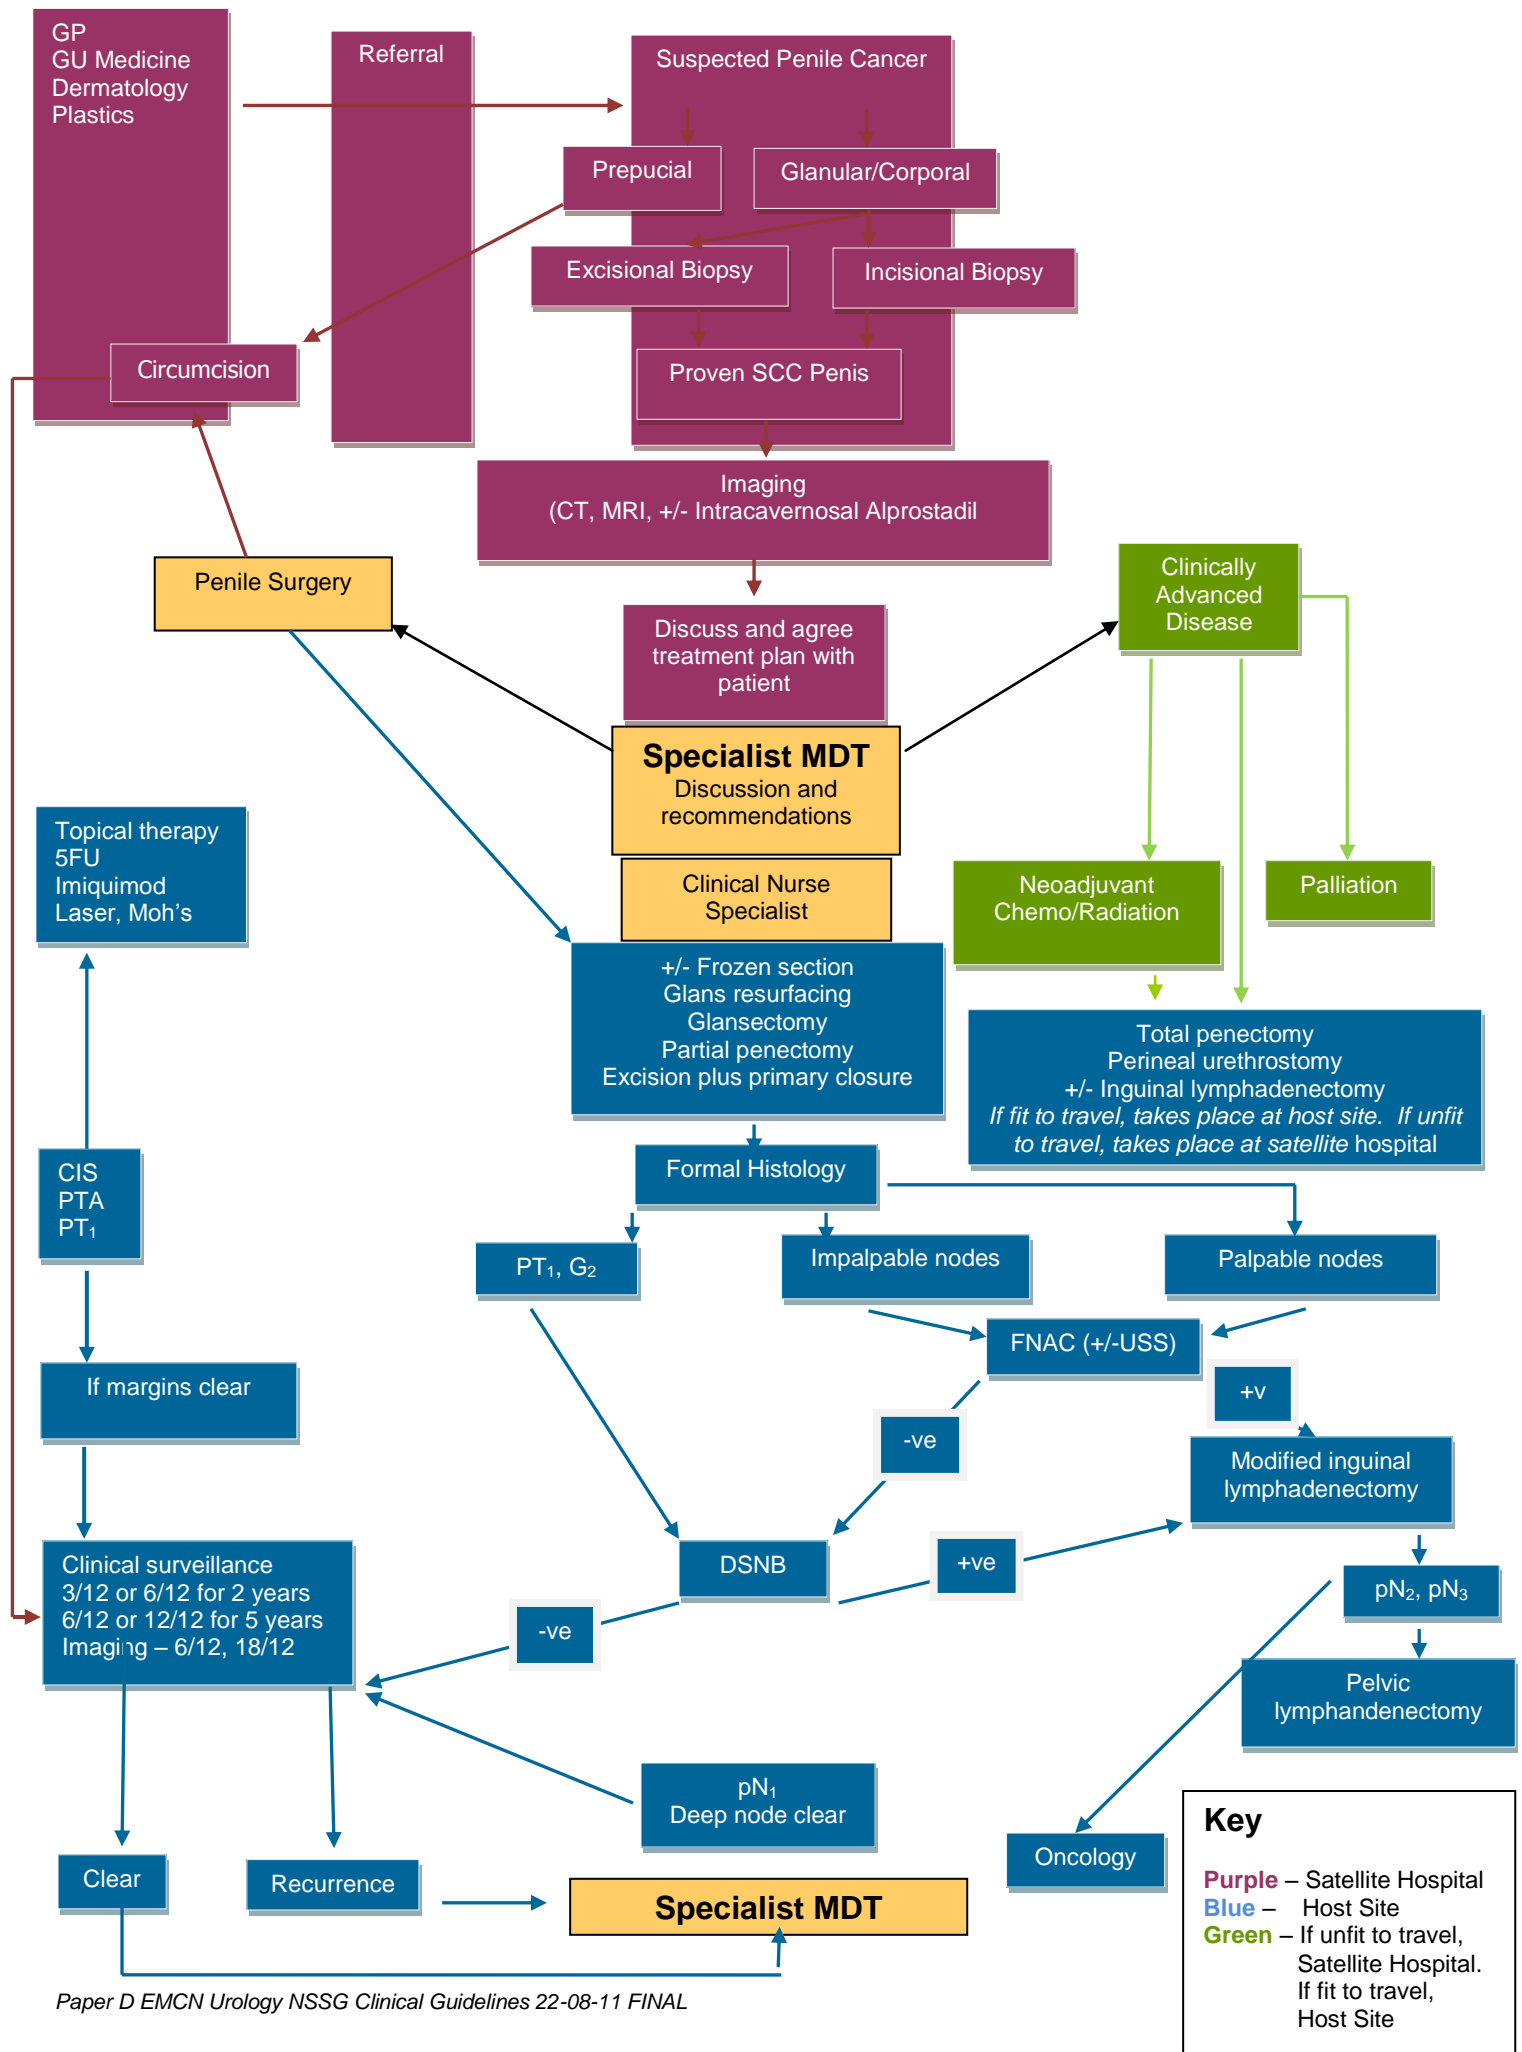 GP
GU Medicine
Dermatology
Plastics
Referral
Suspected Penile Cancer
Prepucial
Glanular/Corporal
Excisional Biopsy
Incisional Biopsy
Circumcision
Proven SCC Penis
Imaging
(CT, MRI, +/- Intracavernosal Alprostadil
Penile Surgery
Clinically
Advanced
Disease
Discuss and agree
treatment plan with
patient
Specialist MDT
Discussion and
recommendations
Topical therapy
5FU
Imiquimod
Laser, Moh's
Clinical Nurse
Specialist
Neoadjuvant
Chemo/Radiation
Palliation
+/- Frozen section
Glans resurfacing
Glansectomy
Partial penectomy
Excision plus primary closure
Total penectomy
Perineal urethrostomy
+/- Inguinal lymphadenectomy
If fit to travel, takes place at host site.  If unfit
to travel, takes place at satellite hospital
CIS
PTA
PT₁
Formal Histology
PT₁, G₂
Impalpable nodes
Palpable nodes
FNAC (+/-USS)
If margins clear
+v
-ve
Modified inguinal
lymphadenectomy
Clinical surveillance
3/12 or 6/12 for 2 years
6/12 or 12/12 for 5 years
Imaging – 6/12, 18/12
DSNB
+ve
-ve
pN₂, pN₃
Pelvic
lymphandenectomy
pN₁
Deep node clear
Oncology
Clear
Recurrence
Specialist MDT
Key
Purple – Satellite Hospital
Blue – Host Site
Green – If unfit to travel,
Satellite Hospital.
If fit to travel,
Host Site
Paper D EMCN Urology NSSG Clinical Guidelines 22-08-11 FINAL